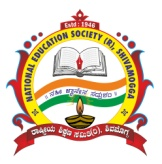 Estd : 1946
NATIONAL EDUCATION SOCIETY (R), SHIVAMOGGA
ರಾಷ್ಟ್ರೀಯ ಶಿಕ್ಷಣ ಸಮಿತಿ(ರಿ), ಶಿವಮೊಗ್ಗ